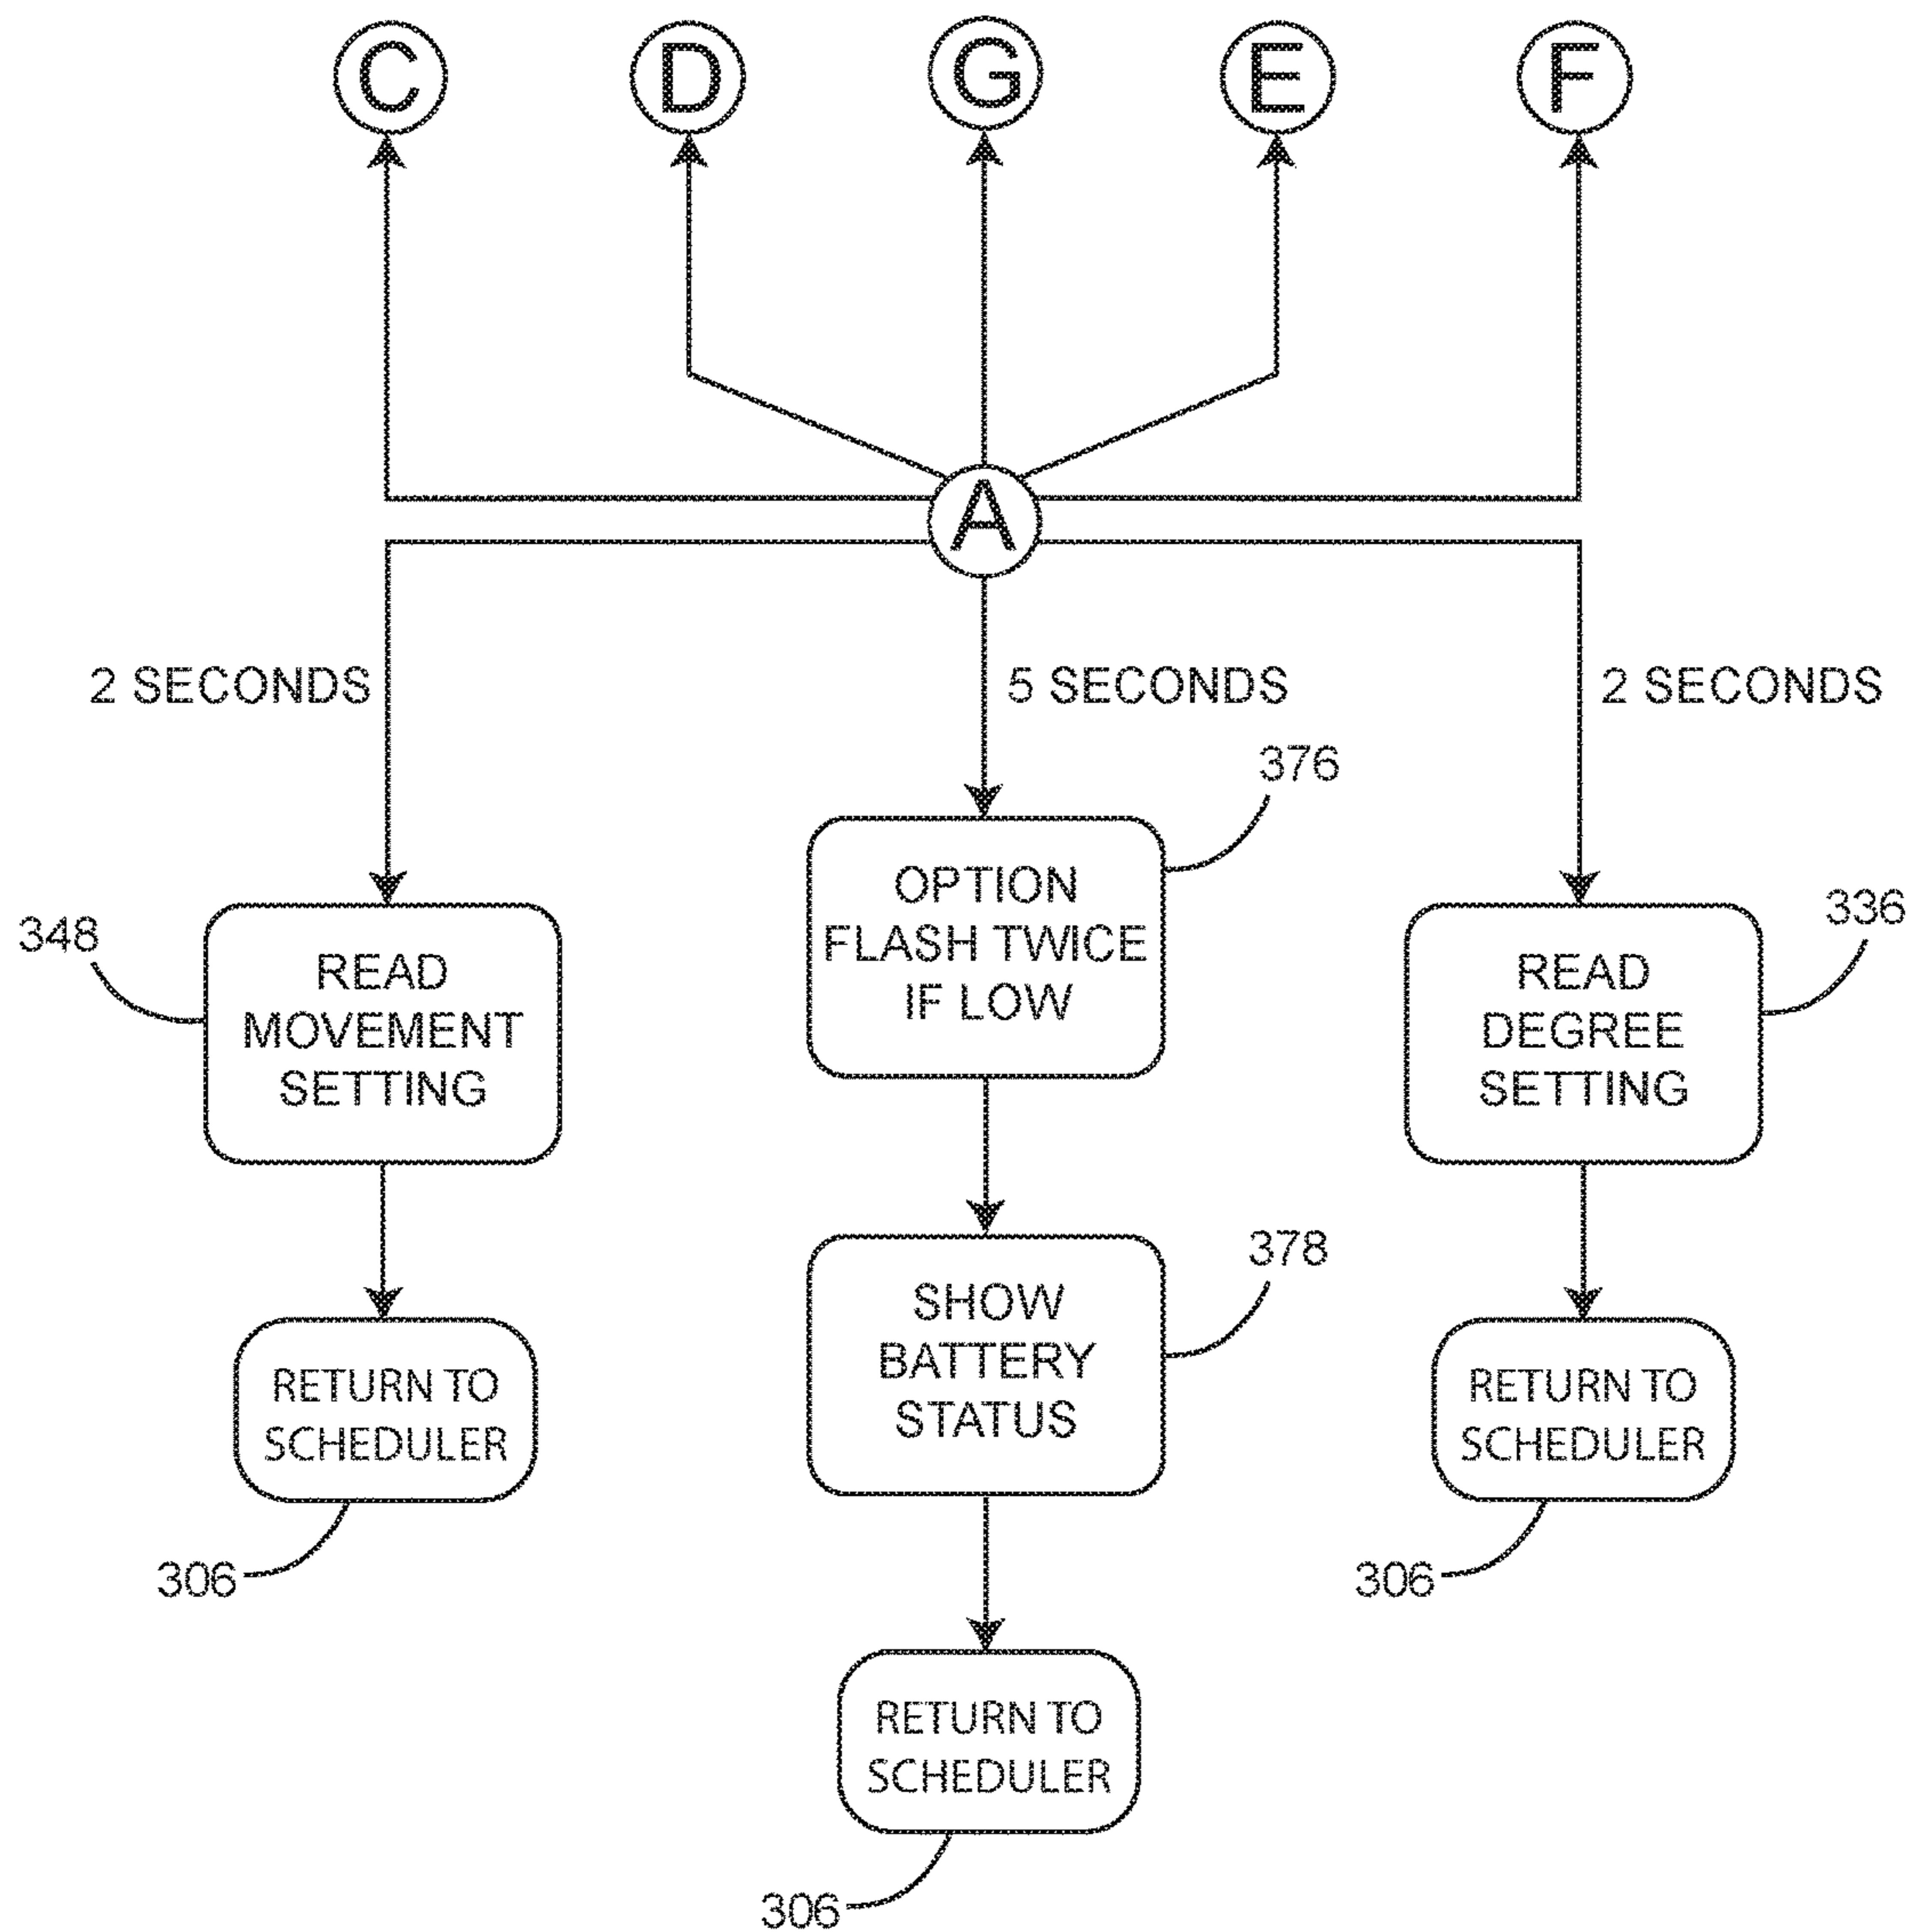 C
D
G
E
F
A
2 SECONDS
5 SECONDS
2 SECONDS
348
READ
MOVEMENT
SETTING
RETURN TO
SCHEDULER
306
376
OPTION
FLASH TWICE
IF LOW
378
SHOW
BATTERY
STATUS
RETURN TO
SCHEDULER
306
336
READ
DEGREE
SETTING
RETURN TO
SCHEDULER
306